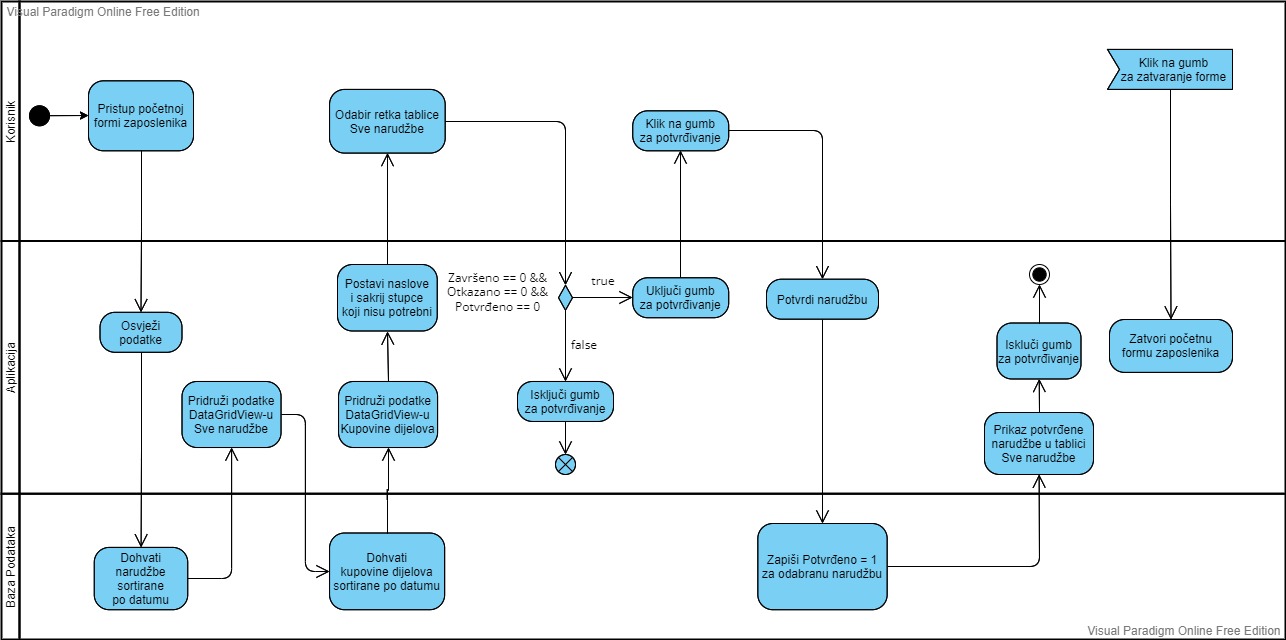 Visual Paradigm Online Free Edition
Korisnik
Pristup početnoj
formi zaposlenika
Odabir retka tablice
Sve narudžbe
Klik na gumb
za potvrđivanje
Klik na gumb
za zatvaranje forme
Aplikacija
Osvježi
podatke
Pridruži podatke
DataGridView-u
Sve narudžbe
Postavi naslove
i sakrij stupce
koji nisu potrebni
Pridruži podatke
DataGridView-u
Kupovine dijelova
Završeno == 0 &&
Otkazano == 0 &&
Potvrđeno == 0
true
false
Uključi gumb
za potvrđivanje
Isključi gumb
za potvrđivanje
Potvrdi narudžbu
Iskluči gumb
za potvrđivanje
Prikaz potvrđene
narudžbe u tablici
Sve narudžbe
Zatvori početnu
formu zaposlenika
Baza Podataka
Dohvati
narudžbe
sortirane
po datumu
Dohvati
kupovine dijelova
sortirane po datumu
Zapiši Potvrđeno = 1
za odabranu narudžbu
Visual Paradigm Online Free Edition